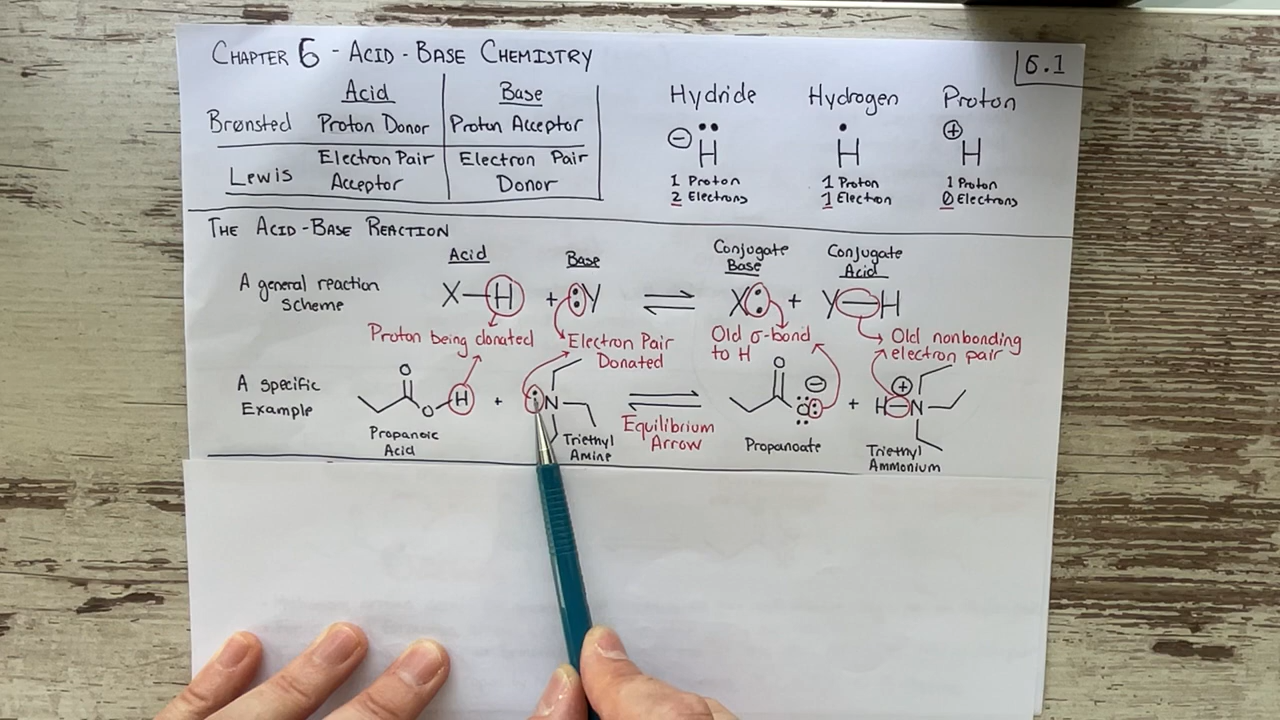 CHAPTER 6 - ACID-BASE CHEMISTRY
6.1
Acid Base
Brønsted Proton Donor Proton Acceptor
Lewis Electron Pair Acceptor Electron Pair Donor
Hydride Hydrogen Proton
⊖ H H ⊕ H
1 Proton 1 Proton 1 Proton
2 Electrons 1 Electron 0 Electrons
THE ACID-BASE REACTION
Acid Base Conjugate Base Conjugate Acid
A general reaction scheme
X-H + :Y ⇌ X: + Y-H
Proton being donated
Electron Pair Donated
Old σ-bond to H
Old nonbonding electron pair
A specific Example
O O H + :N ⇌ O :O: ⊖ + H-N ⊕
Equilibrium Arrow
Propanoic Acid
Triethyl Amine
Propanoate
Triethyl Ammonium